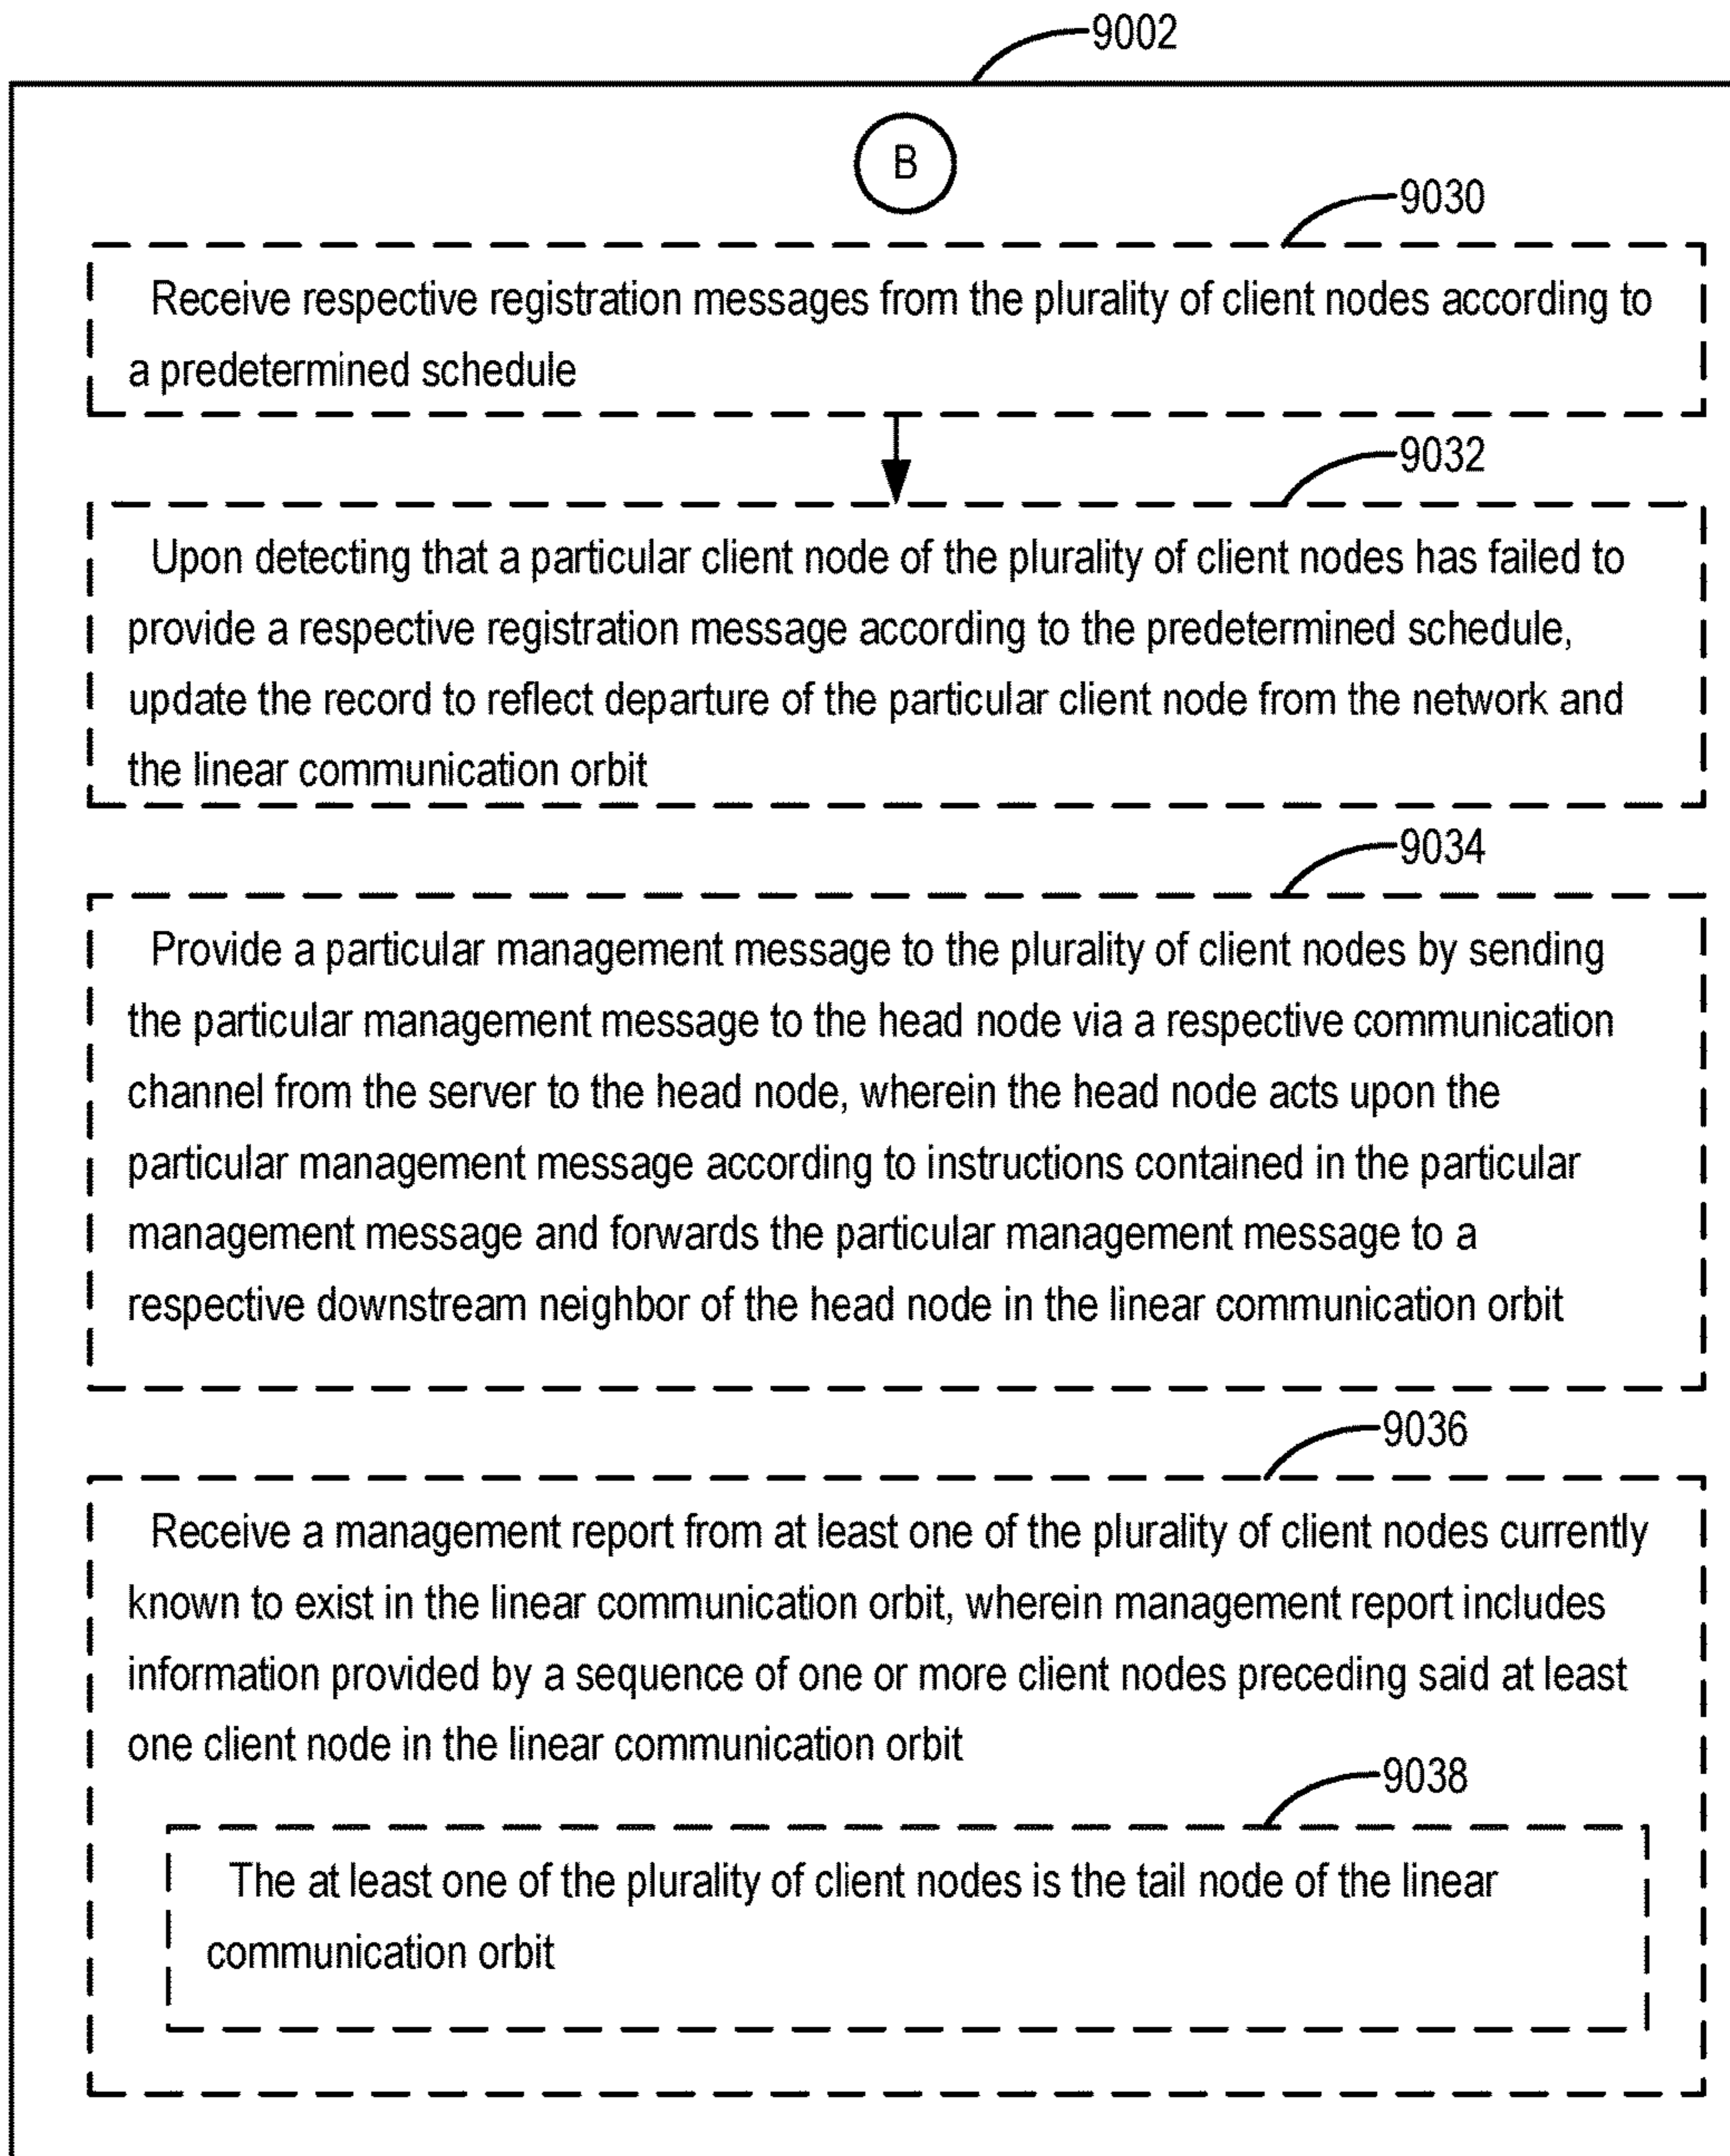 9002
B
9030
Receive respective registration messages from the plurality of client nodes according to
a predetermined schedule
9032
Upon detecting that a particular client node of the plurality of client nodes has failed to
provide a respective registration message according to the predetermined schedule,
update the record to reflect departure of the particular client node from the network and
the linear communication orbit
9034
Provide a particular management message to the plurality of client nodes by sending
the particular management message to the head node via a respective communication
channel from the server to the head node, wherein the head node acts upon the
particular management message according to instructions contained in the particular
management message and forwards the particular management message to a
respective downstream neighbor of the head node in the linear communication orbit
9036
Receive a management report from at least one of the plurality of client nodes currently
known to exist in the linear communication orbit, wherein management report includes
information provided by a sequence of one or more client nodes preceding said at least
one client node in the linear communication orbit
9038
The at least one of the plurality of client nodes is the tail node of the linear
communication orbit